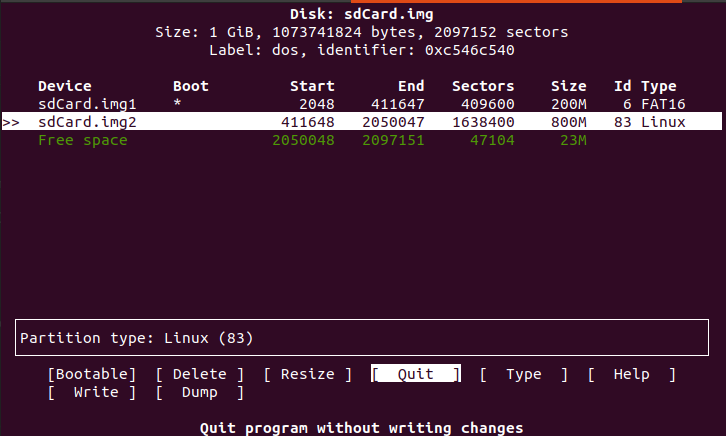 Disk: sdCard.img
Size: 1 GiB, 1073741824 bytes, 2097152 sectors
Label: dos, identifier: 0xc546c540
Device Boot Start End Sectors Size Id Type
sdCard.img1 * 2048 411647 409600 200M 6 FAT16
>> sdCard.img2 411648 2050047 1638400 800M 83 Linux
Free space 2050048 2097151 47104 23M
Partition type: Linux (83)
[Bootable] [ Delete ] [ Resize ] [ Quit ] [ Type ] [ Help ]
[ Write ] [ Dump ]
Quit program without writing changes